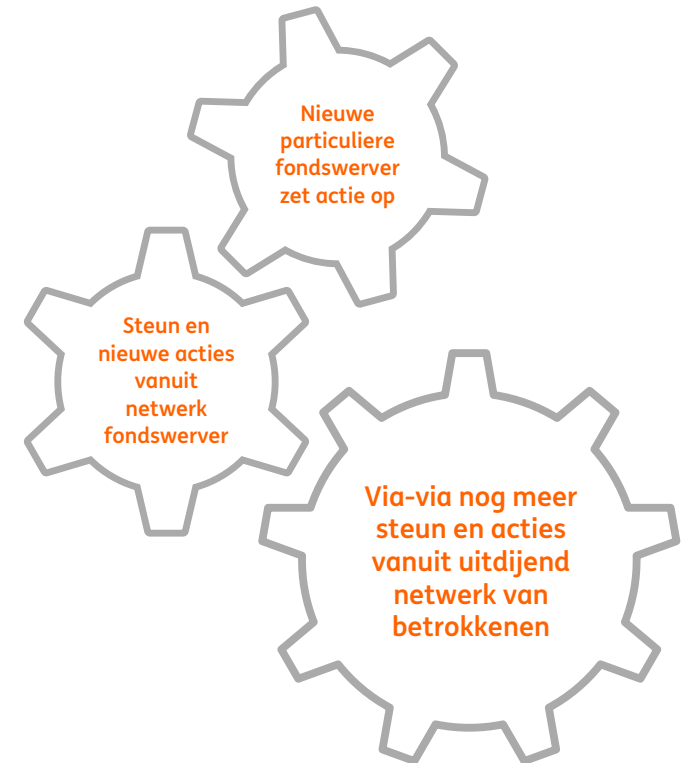 Nieuwe
particuliere
fondswerver
zet actie op
Steun en
nieuwe acties
vanuit
netwerk
fondswerver
Via-via nog meer
steun en acties
vanuit uitdijend
netwerk van
betrokkenen